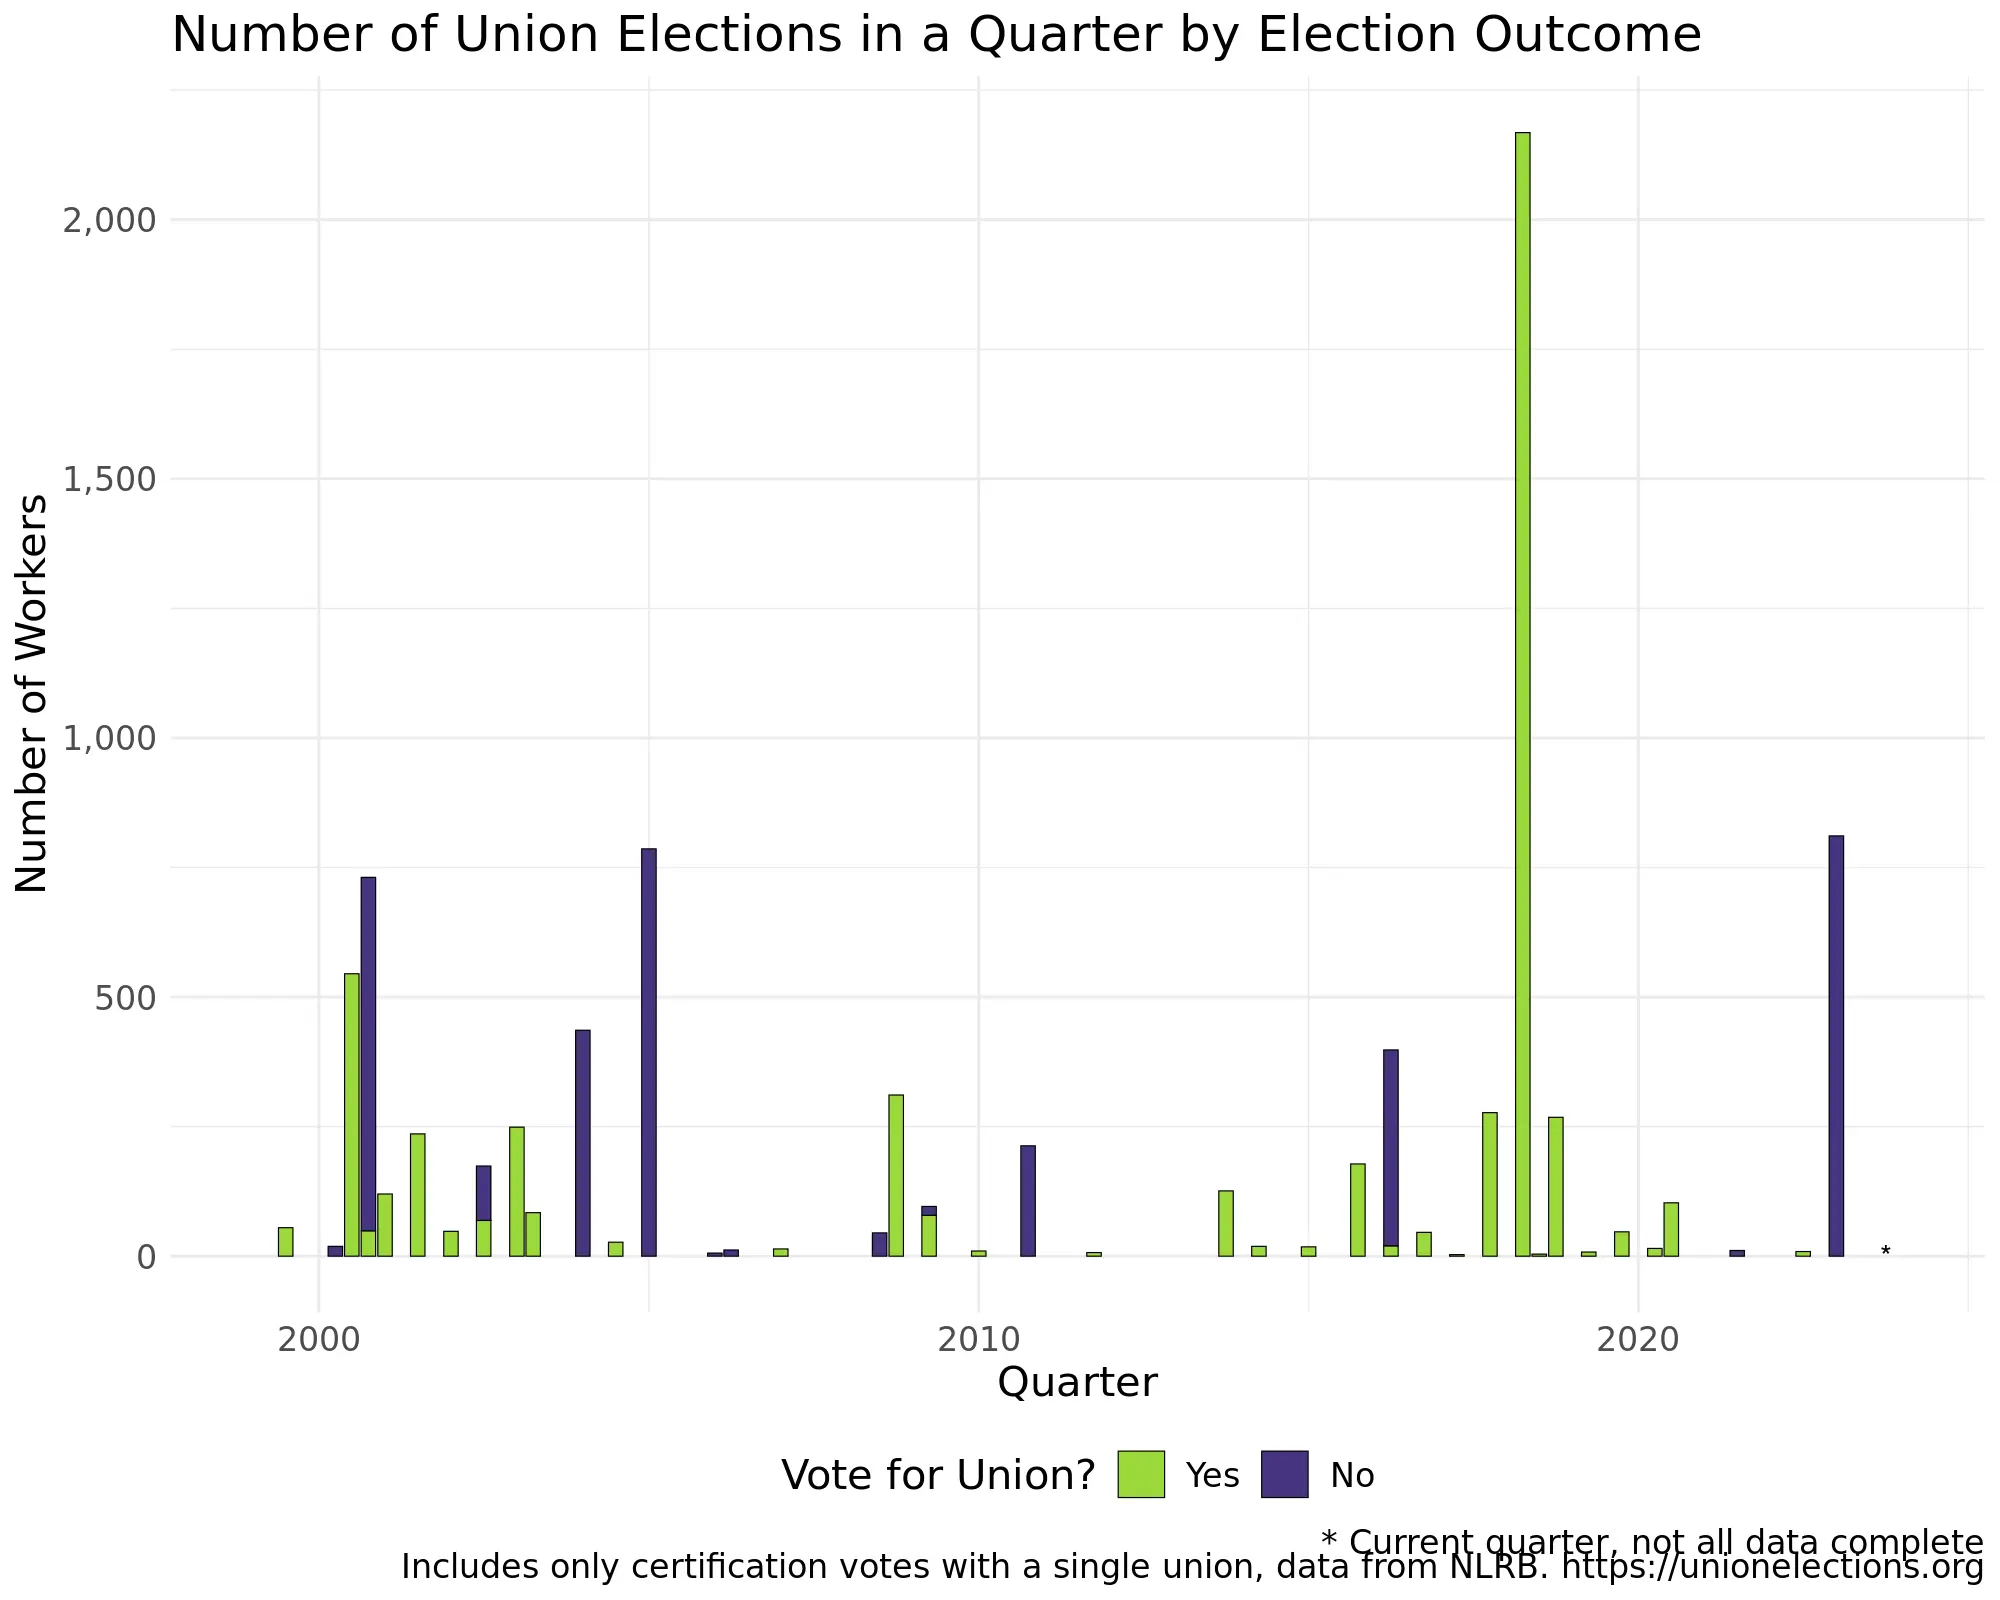 Number of Union Elections in a Quarter by Election Outcome
Number of Workers
2,000
1,500
1,000
500
0
*
2000
2010
2020
Quarter
Vote for Union?
Yes
No
* Current quarter, not all data complete
Includes only certification votes with a single union, data from NLRB. https://unionelections.org